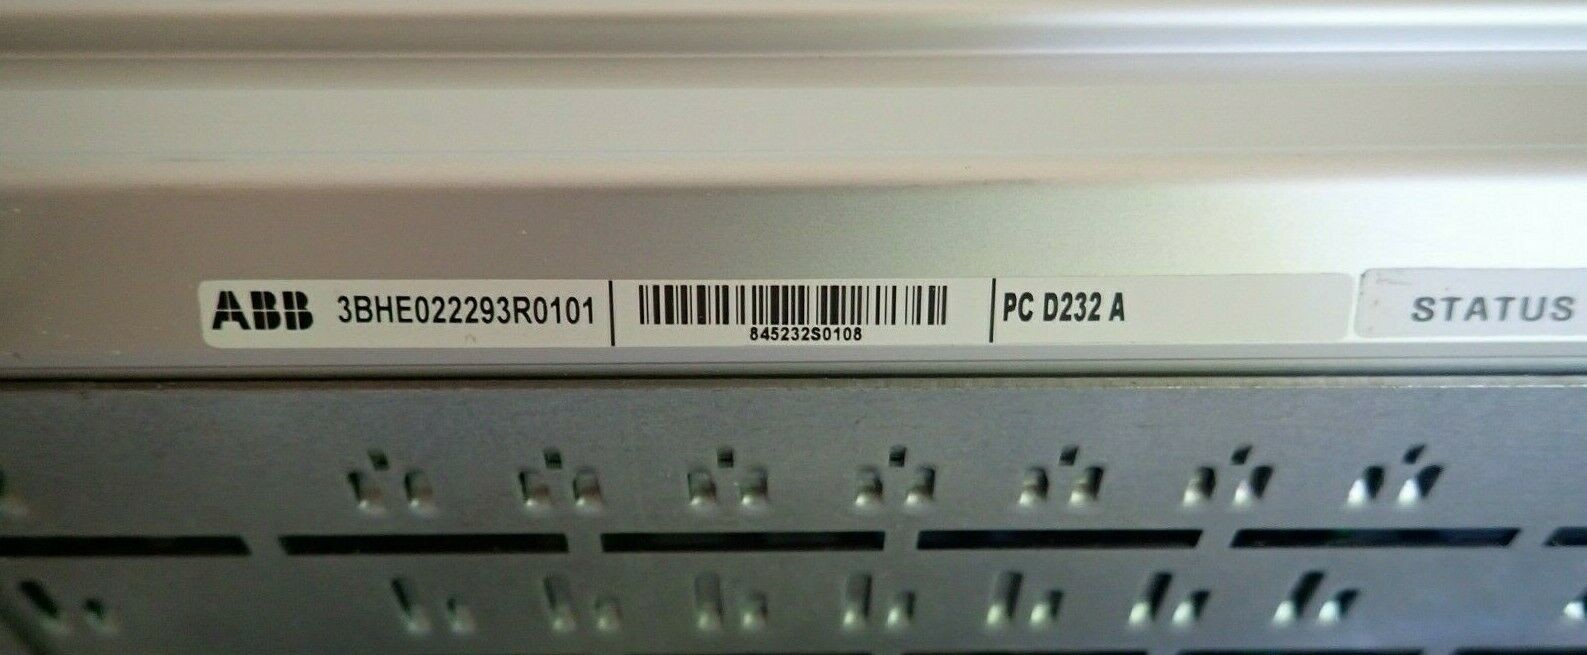 ABB 3BHE022293R0101
845232S0108
PC D232 A
STATUS